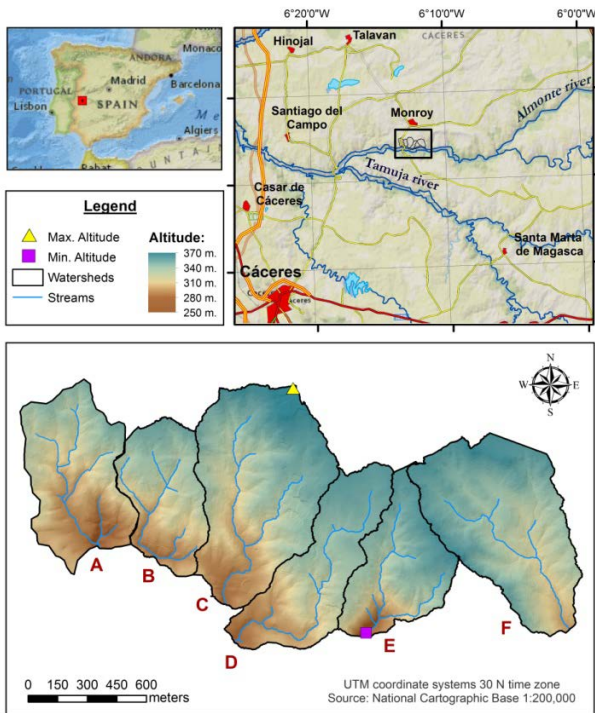 6°20'0"W
6°10'0"W
6°0'0"W
ANDORRA
Monaco
PORTUGAL
Madrid
Barcelona
Lisbon
SPAIN
Algiers
Rabat
Hinojal
Talavan
CÁCERES
Santiago del
Campo
Monroy
Almonte river
Tamuja river
Casar de
Cáceres
Santa Marta
de Magasca
Cáceres
Legend
Max. Altitude
Min. Altitude
Watersheds
Streams
Altitude:
370 m.
340 m.
310 m.
280 m.
250 m.
N
W
E
S
A
B
C
D
E
F
0 150 300 450 600
meters
UTM coordinate systems 30 N time zone
Source: National Cartographic Base 1:200,000